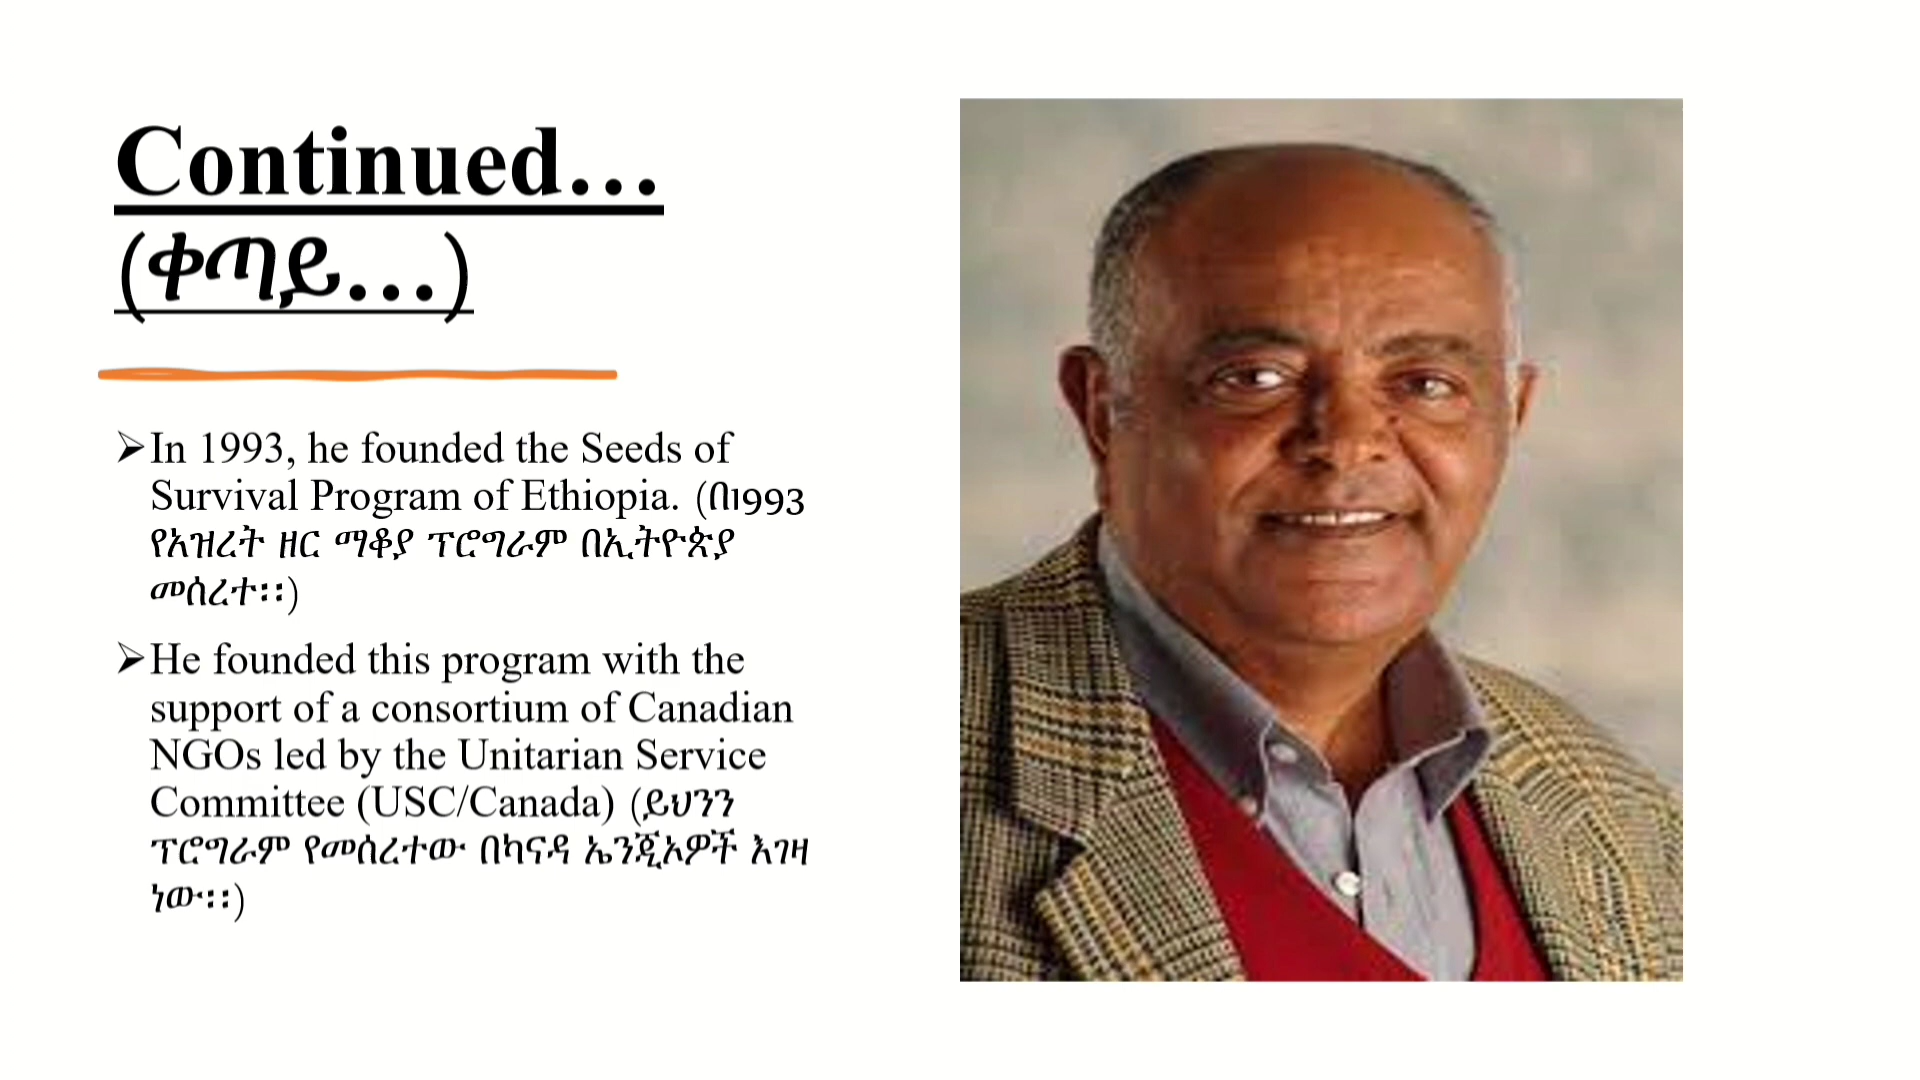 Continued…
(ቀጣይ…)
➢In 1993, he founded the Seeds of
Survival Program of Ethiopia. (በ1993
የአዝረት ዘር ማቆያ ፕሮግራም በኢትዮጵያ
መሰረተ፡፡)
➢He founded this program with the
support of a consortium of Canadian
NGOs led by the Unitarian Service
Committee (USC/Canada) (ይህንን
ፕሮግራም የመሰረተው በካናዳ ኤንጂኦዎች እገዛ
ነው፡፡)